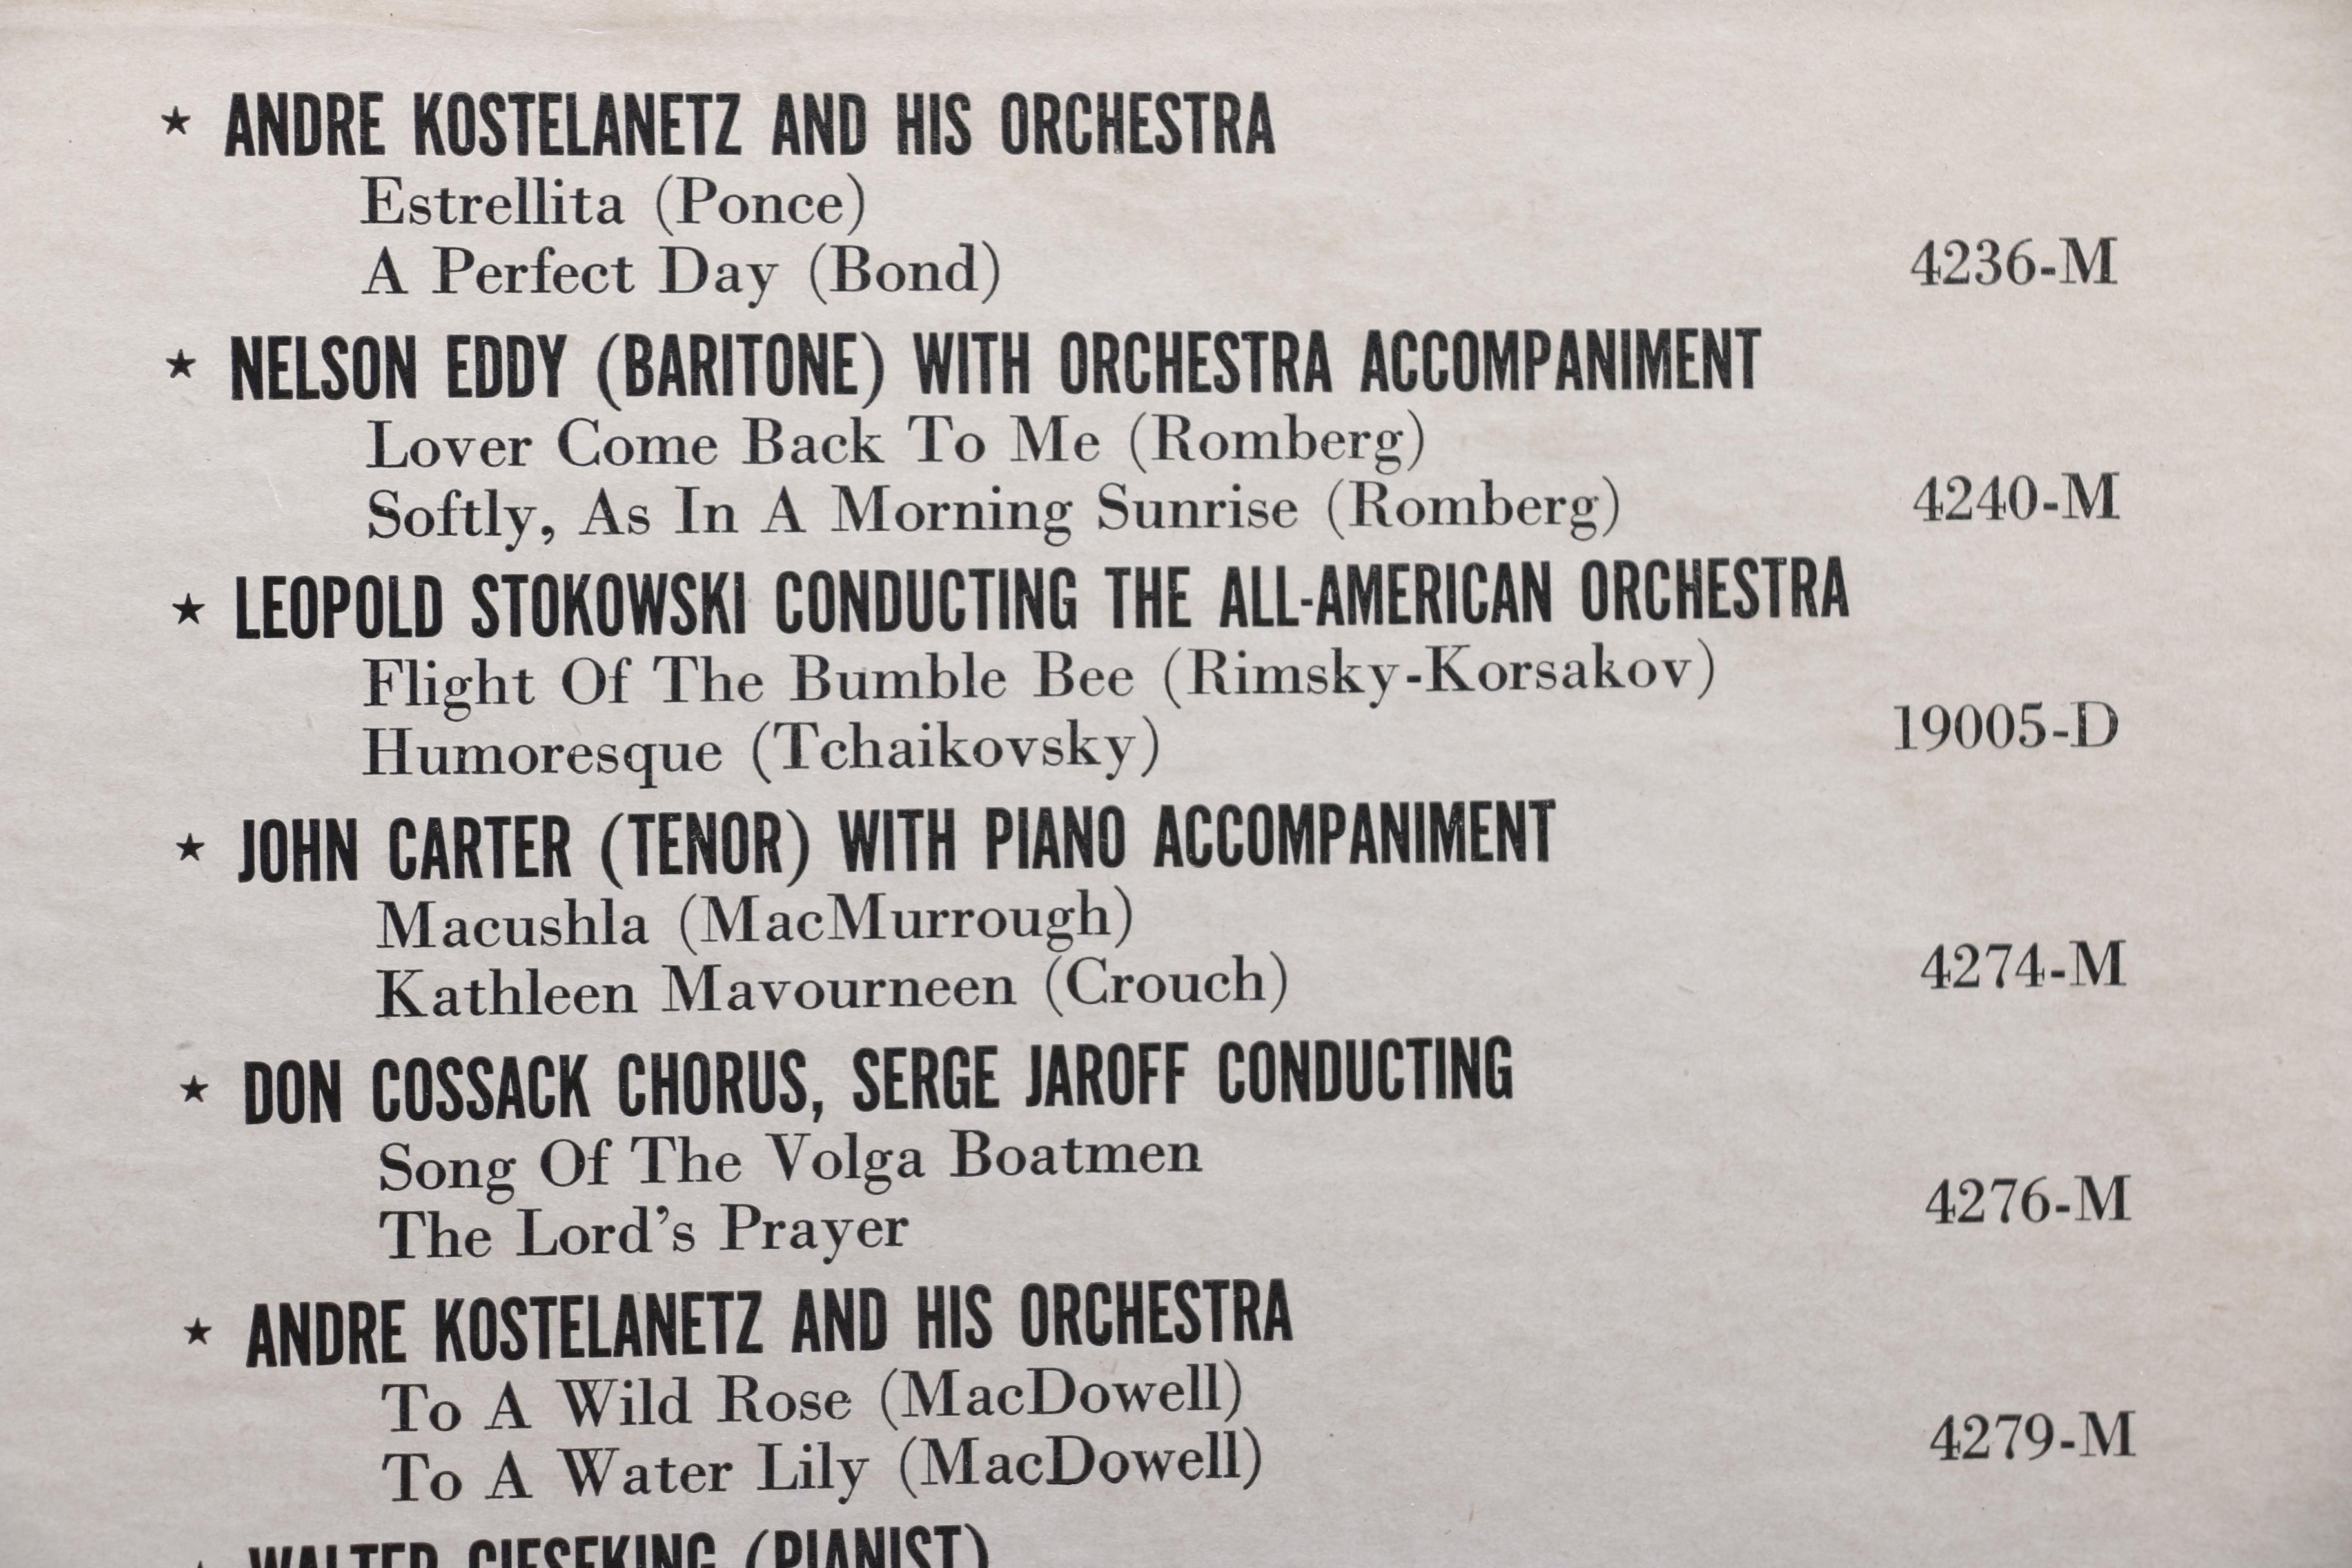 ★ ANDRE KOSTELANETZ AND HIS ORCHESTRA
Estrellita (Ponce)
A Perfect Day (Bond) 4236-M
★ NELSON EDDY (BARITONE) WITH ORCHESTRA ACCOMPANIMENT
Lover Come Back To Me (Romberg)
Softly, As In A Morning Sunrise (Romberg) 4240-M
★ LEOPOLD STOKOWSKI CONDUCTING THE ALL-AMERICAN ORCHESTRA
Flight Of The Bumble Bee (Rimsky-Korsakov)
Humoresque (Tchaikovsky) 19005-D
★ JOHN CARTER (TENOR) WITH PIANO ACCOMPANIMENT
Macushla (MacMurrough)
Kathleen Mavourneen (Crouch) 4274-M
★ DON COSSACK CHORUS, SERGE JAROFF CONDUCTING
Song Of The Volga Boatmen
The Lord's Prayer 4276-M
★ ANDRE KOSTELANETZ AND HIS ORCHESTRA
To A Wild Rose (MacDowell)
To A Water Lily (MacDowell) 4279-M
★ WALTER GIESEKING (PIANIST)